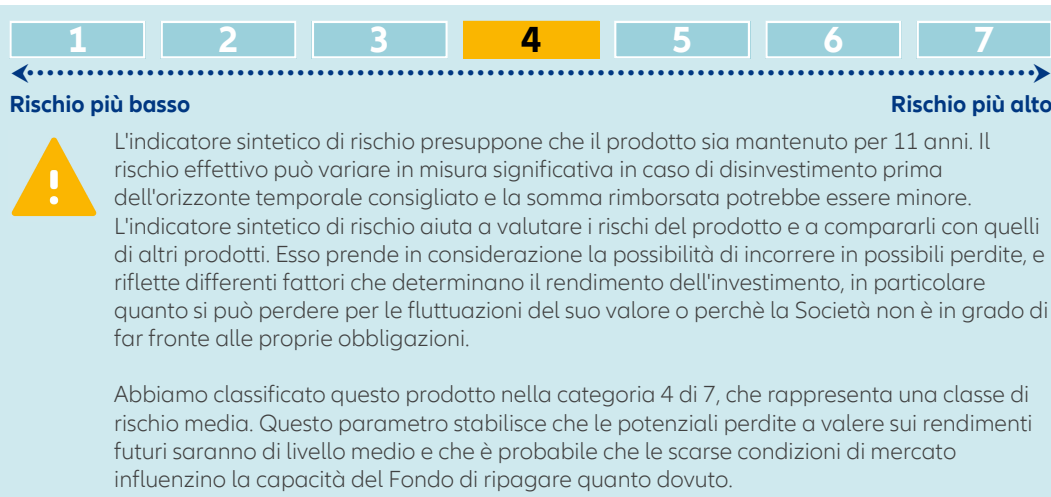 1 2 3 4 5 6 7
Rischio più basso Rischio più alto
L'indicatore sintetico di rischio presuppone che il prodotto sia mantenuto per 11 anni. Il
rischio effettivo può variare in misura significativa in caso di disinvestimento prima
dell'orizzonte temporale consigliato e la somma rimborsata potrebbe essere minore.
L'indicatore sintetico di rischio aiuta a valutare i rischi del prodotto e a compararli con quelli
di altri prodotti. Esso prende in considerazione la possibilità di incorrere in possibili perdite, e
riflette differenti fattori che determinano il rendimento dell'investimento, in particolare
quanto si può perdere per le fluttuazioni del suo valore o perchè la Società non è in grado di
far fronte alle proprie obbligazioni.
Abbiamo classificato questo prodotto nella categoria 4 di 7, che rappresenta una classe di
rischio media. Questo parametro stabilisce che le potenziali perdite a valere sui rendimenti
futuri saranno di livello medio e che è probabile che le scarse condizioni di mercato
influenzino la capacità del Fondo di ripagare quanto dovuto.